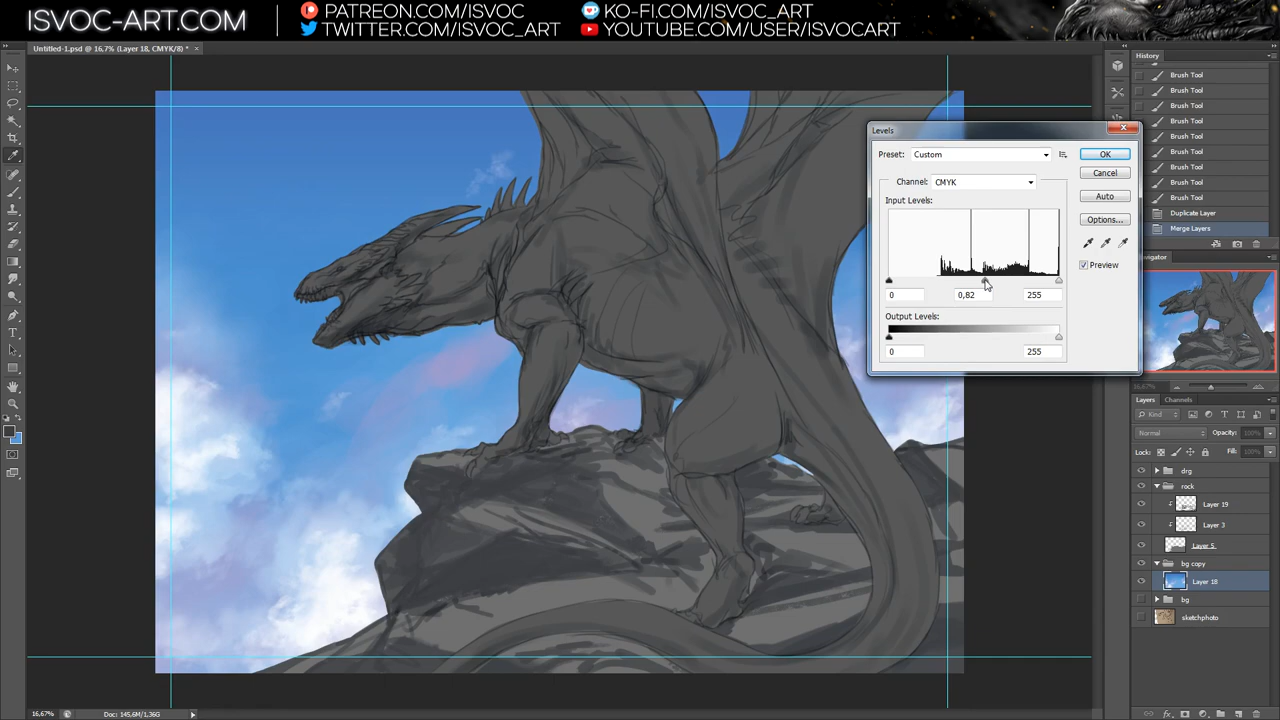 ISVOC-ART.COM
PATREON.COM/ISVOC
KO-FI.COM/ISVOC_ART
TWITTER.COM/ISVOC_ART
YOUTUBE.COM/USER/ISVOCART
Untitled-1.psd @ 16,7% (Layer 18, CMYK/8) *
History
Brush Tool
Brush Tool
Brush Tool
Brush Tool
Brush Tool
Brush Tool
Brush Tool
Brush Tool
Brush Tool
Duplicate Layer
Merge Layers
Levels
Preset: Custom
OK
Channel: CMYK
Cancel
Input Levels:
Auto
Options...
Preview
0 0,82 255
Output Levels:
0 255
16,67%
Layers Channels
Kind
Normal Opacity: 100%
Lock: Fill: 100%
drg
rock
Layer 19
Layer 3
Layer 5
bg copy
Layer 18
bg
sketchphoto
16,67% Doc: 145,6M/1,36G